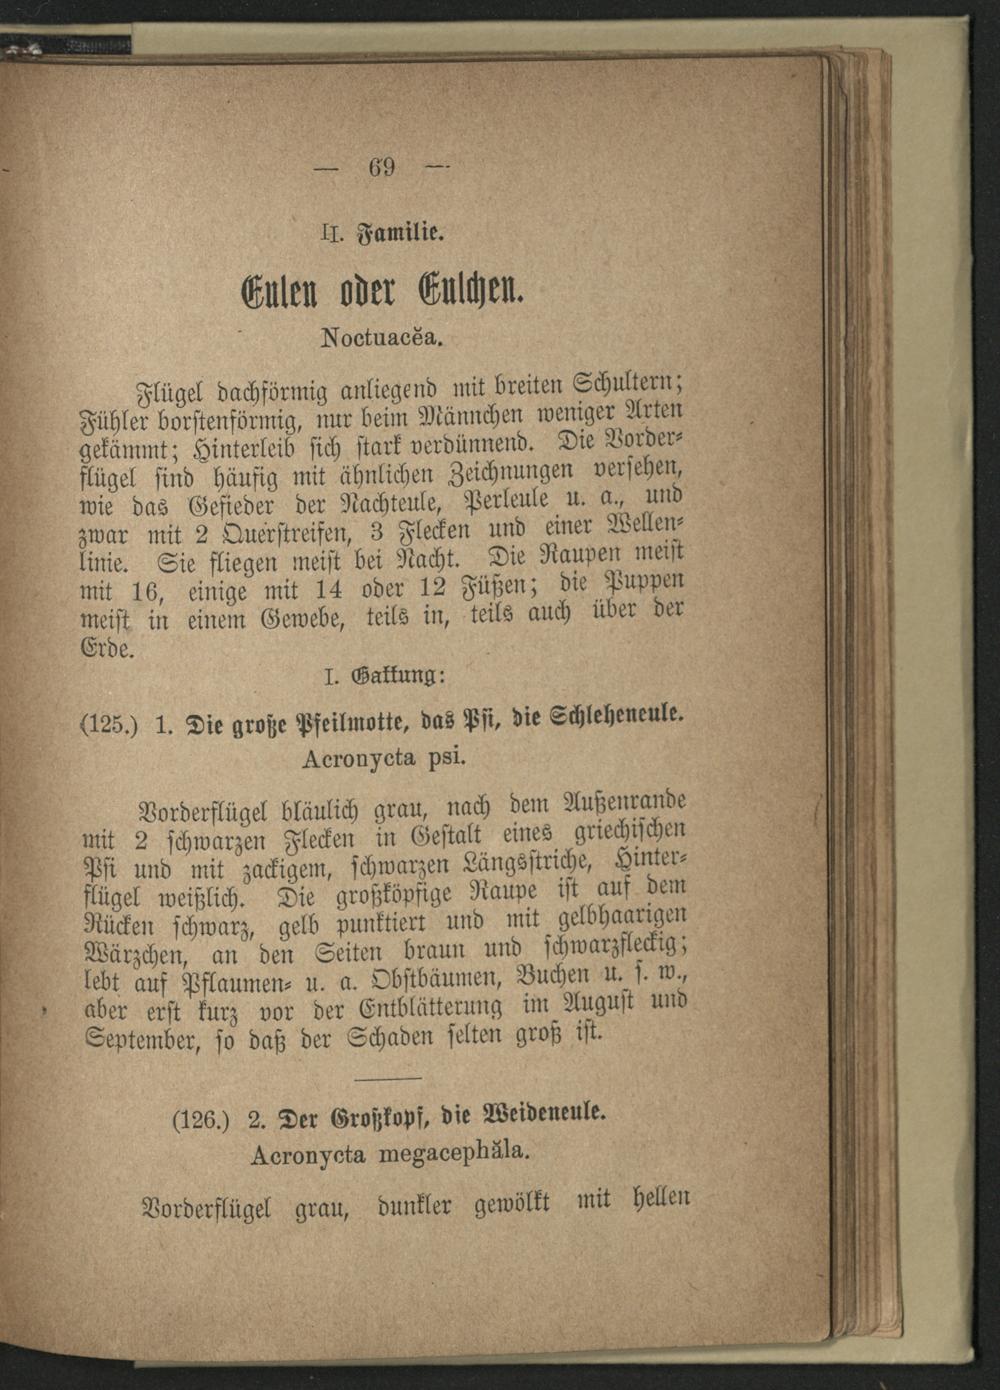 — 69 —
II. Familie.
Eulen oder Eulchen.
Noctuacĕa.
Flügel dachförmig anliegend mit breiten Schultern;
Fühler borstenförmig, nur beim Männchen weniger Arten
gekämmt; Hinterleib sich stark verdünnend. Die Vorder-
flügel sind häufig mit ähnlichen Zeichnungen versehen,
wie das Gefieder der Nachteule, Perleule u. a., und
zwar mit 2 Querstreifen, 3 Flecken und einer Wellen-
linie. Sie fliegen meist bei Nacht. Die Raupen meist
mit 16, einige mit 14 oder 12 Füßen; die Puppen
meist in einem Gewebe, teils in, teils auch über der
Erde.
I. Gattung:
(125.) 1. Die große Pfeilmotte, das Psi, die Schleheneule.
Acronycta psi.
Vorderflügel bläulich grau, nach dem Außenrande
mit 2 schwarzen Flecken in Gestalt eines griechischen
Psi und mit zackigem, schwarzen Längsstriche, Hinter-
flügel weißlich. Die großköpfige Raupe ist auf dem
Rücken schwarz, gelb punktiert und mit gelbhaarigen
Wärzchen, an den Seiten braun und schwarzfleckig;
lebt auf Pflaumen- u. a. Obstbäumen, Buchen u. s. w.,
aber erst kurz vor der Entblätterung im August und
September, so daß der Schaden selten groß ist.
(126.) 2. Der Großkopf, die Weideneule.
Acronycta megacephăla.
Vorderflügel grau, dunkler gewölkt mit hellen